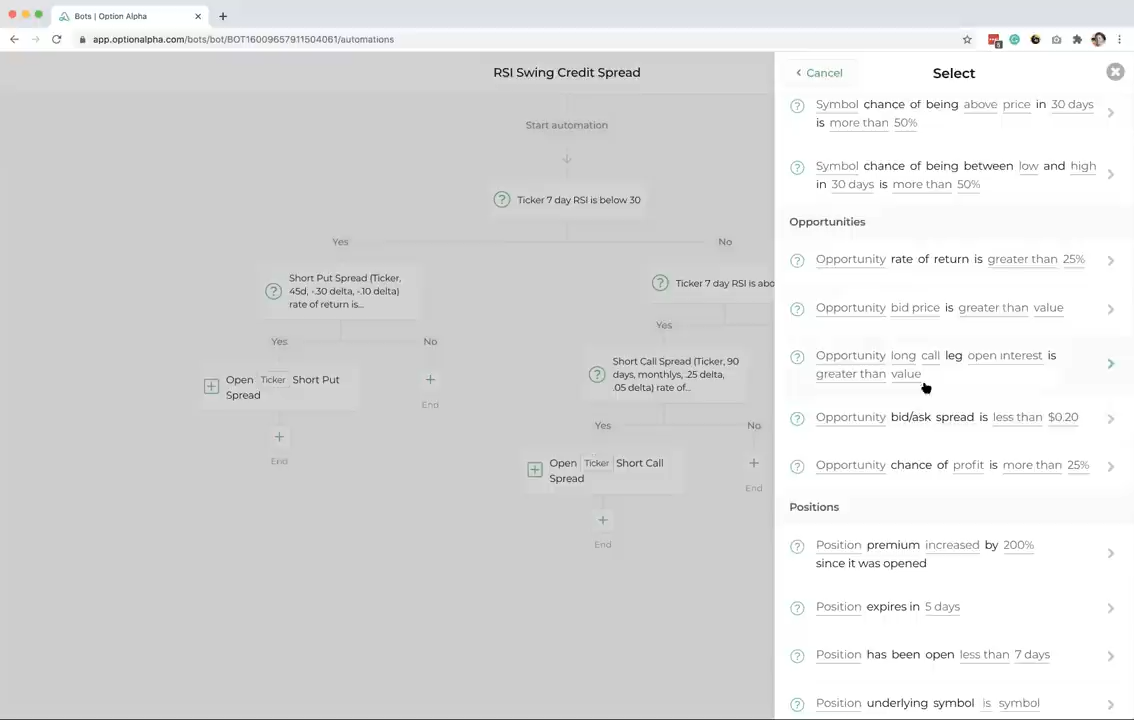 Bots | Option Alpha
app.optionalpha.com/bots/bot/BOT16009657911504061/automations
RSI Swing Credit Spread
Start automation
Ticker 7 day RSI is below 30
Yes
No
Short Put Spread (Ticker,
45d, -.30 delta, -.10 delta)
rate of return is...
Yes
No
Open Ticker Short Put
Spread
End
End
Ticker 7 day RSI is abo
Yes
Short Call Spread (Ticker, 90
days, monthlys, .25 delta,
.05 delta) rate of...
Yes
No
Open Ticker Short Call
Spread
End
End
Cancel
Select
Symbol chance of being above price in 30 days
is more than 50%
Symbol chance of being between low and high
in 30 days is more than 50%
Opportunities
Opportunity rate of return is greater than 25%
Opportunity bid price is greater than value
Opportunity long call leg open interest is
greater than value
Opportunity bid/ask spread is less than $0.20
Opportunity chance of profit is more than 25%
Positions
Position premium increased by 200%
since it was opened
Position expires in 5 days
Position has been open less than 7 days
Position underlying symbol is symbol